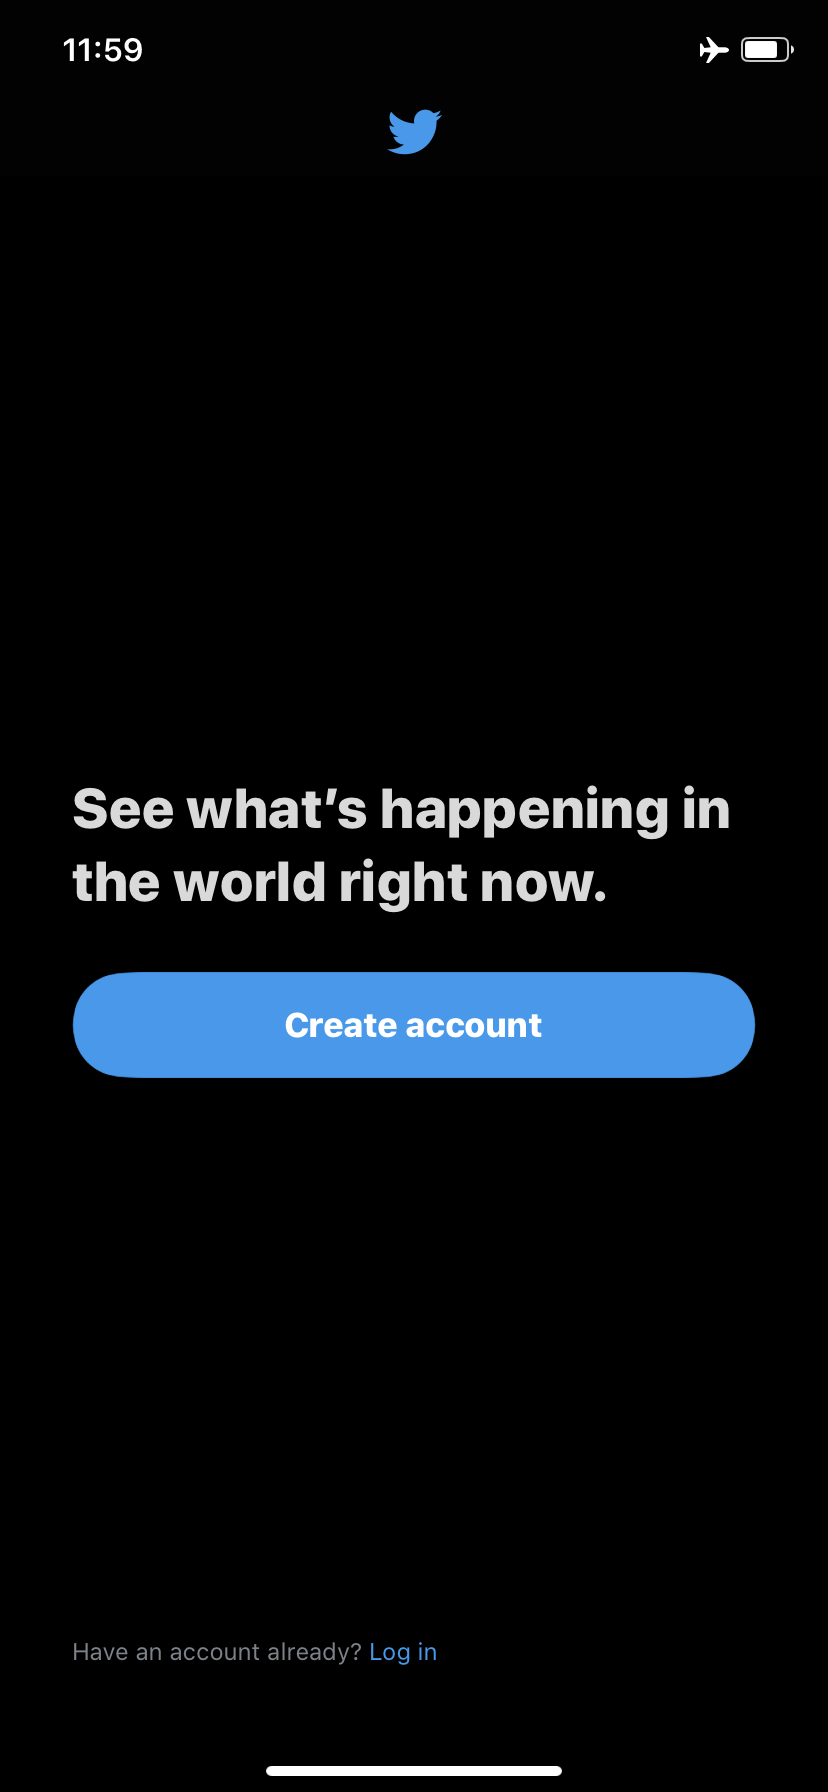 11:59
See what’s happening in
the world right now.
Create account
Have an account already? Log in